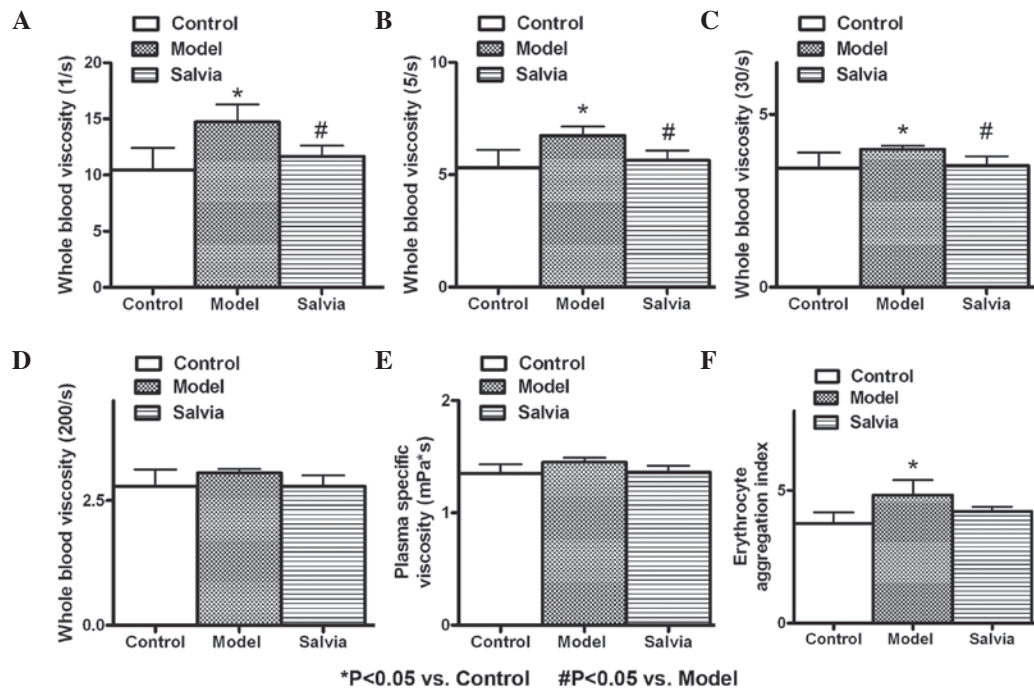 A
Control
Model
Salvia
Whole blood viscosity (1/s)
20
15
10
5
0
*
#
Control Model Salvia
B
Control
Model
Salvia
Whole blood viscosity (5/s)
10
5
0
*
#
Control Model Salvia
C
Control
Model
Salvia
Whole blood viscosity (30/s)
5
0
*
#
Control Model Salvia
D
Control
Model
Salvia
Whole blood viscosity (200/s)
2.5
0.0
Control Model Salvia
E
Control
Model
Salvia
Plasma specific
viscosity (mPa*s)
2
1
0
Control Model Salvia
F
Control
Model
Salvia
Erythrocyte
aggregation index
5
0
*
Control Model Salvia
*P<0.05 vs. Control #P<0.05 vs. Model